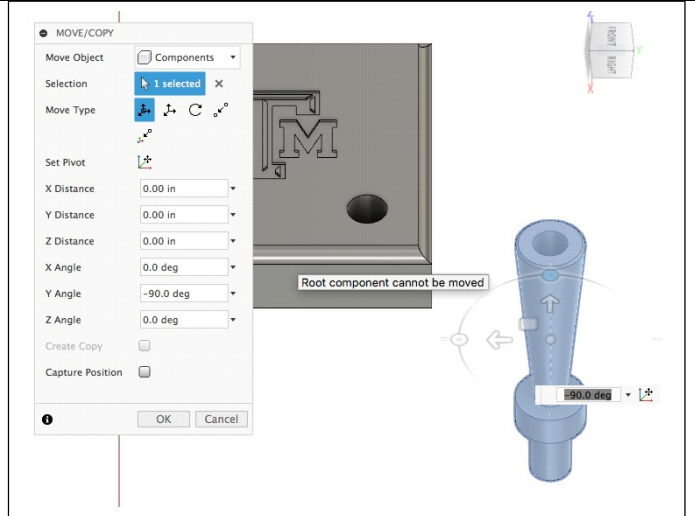 MOVE/COPY
Move Object Components
Selection 1 selected
Move Type
Set Pivot
X Distance 0.00 in
Y Distance 0.00 in
Z Distance 0.00 in
X Angle 0.0 deg
Y Angle -90.0 deg
Z Angle 0.0 deg
Create Copy
Capture Position
OK Cancel
TM
Root component cannot be moved
-90.0 deg
Z
FRONT
RIGHT
Y
X